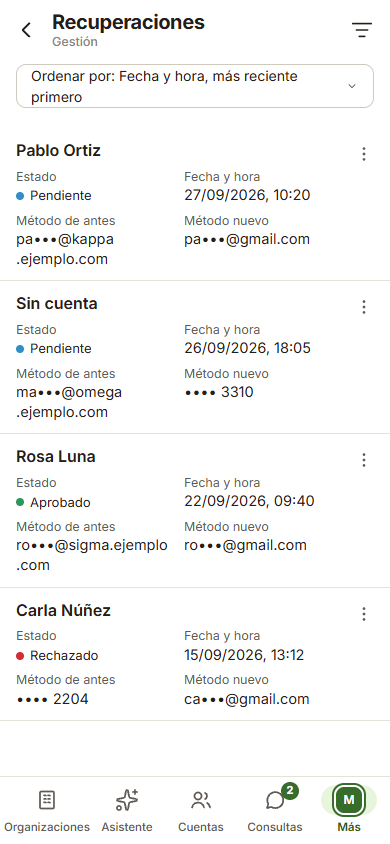 Recuperaciones
Gestión
Ordenar por: Fecha y hora, más reciente
primero
Pablo Ortiz
Estado
Fecha y hora
Pendiente
27/09/2026, 10:20
Método de antes
Método nuevo
pa•••@kappa
.ejemplo.com
pa•••@gmail.com
Sin cuenta
Estado
Fecha y hora
Pendiente
26/09/2026, 18:05
Método de antes
Método nuevo
ma•••@omega
.ejemplo.com
•••• 3310
Rosa Luna
Estado
Fecha y hora
Aprobado
22/09/2026, 09:40
Método de antes
Método nuevo
ro•••@sigma.ejemplo
.com
ro•••@gmail.com
Carla Núñez
Estado
Fecha y hora
Rechazado
15/09/2026, 13:12
Método de antes
Método nuevo
•••• 2204
ca•••@gmail.com
Organizaciones
Asistente
Cuentas
2
Consultas
M
Más